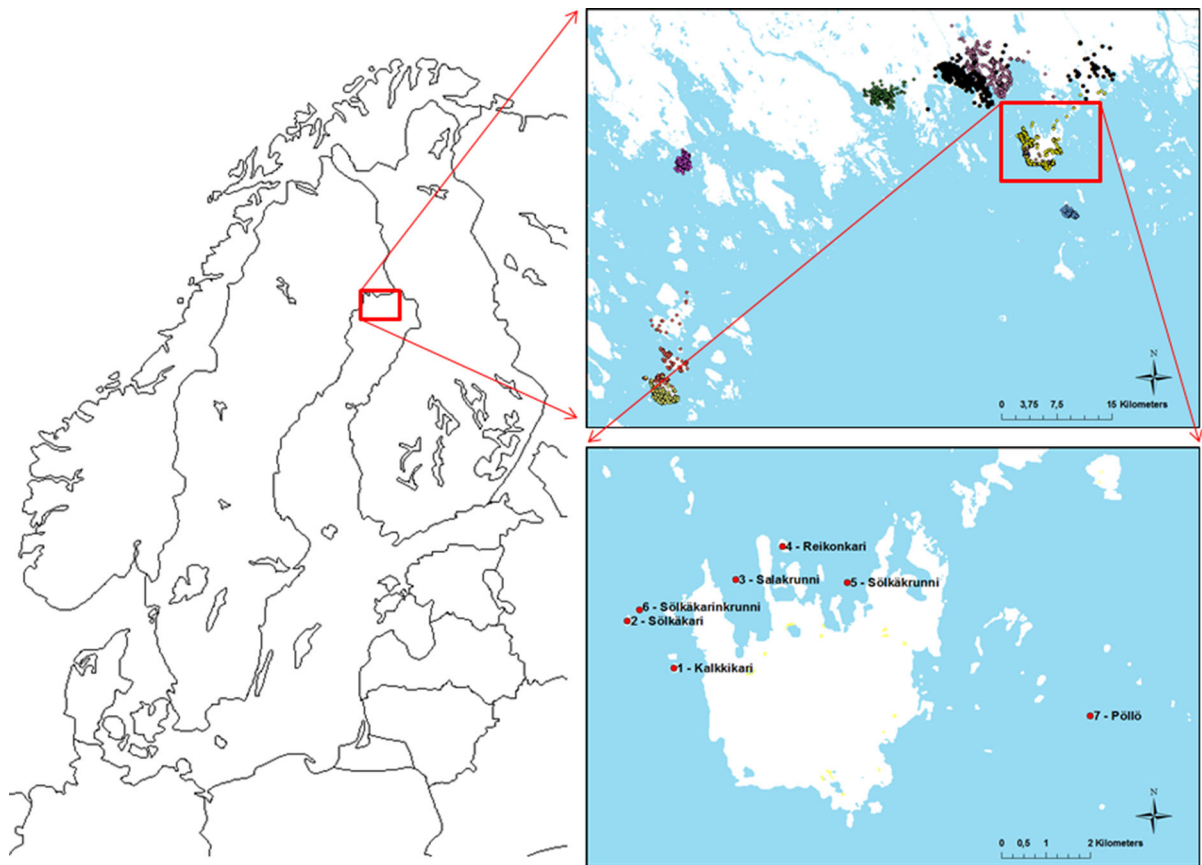 N
0 3,75 7,5 15 Kilometers
4 - Reikonkari
3 - Salakrunni
5 - Sölkäkrunni
6 - Sölkäkarinkrunni
2 - Sölkäkari
1 - Kalkkikari
7 - Pöllö
N
0 0,5 1 2 Kilometers